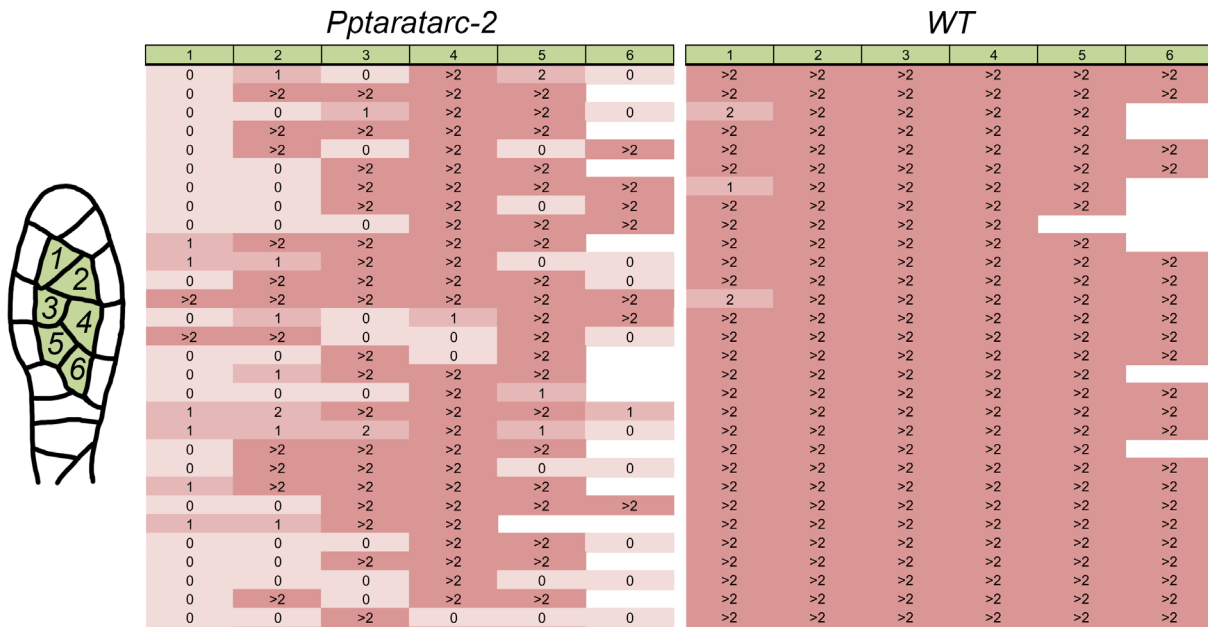 Pptaratarc-2 WT
1 2 3 4 5 6 1 2 3 4 5 6
0 1 0 >2 2 0 >2 >2 >2 >2 >2 >2
0 >2 >2 >2 >2 >2 >2 >2 >2 >2 >2
0 0 1 >2 >2 0 2 >2 >2 >2 >2
0 >2 >2 >2 >2 >2 >2 >2 >2 >2
0 >2 0 >2 0 >2 >2 >2 >2 >2 >2 >2
0 0 >2 >2 >2 >2 >2 >2 >2 >2 >2
0 0 >2 >2 >2 >2 1 >2 >2 >2 >2
0 0 >2 >2 0 >2 >2 >2 >2 >2 >2
0 0 0 >2 >2 >2 >2 >2 >2 >2
1 >2 >2 >2 >2 >2 >2 >2 >2 >2
1 1 >2 >2 0 0 >2 >2 >2 >2 >2 >2
0 >2 >2 >2 >2 0 >2 >2 >2 >2 >2 >2
>2 >2 >2 >2 >2 >2 2 >2 >2 >2 >2 >2
0 1 0 1 >2 >2 >2 >2 >2 >2 >2 >2
>2 >2 0 0 >2 0 >2 >2 >2 >2 >2 >2
0 0 >2 0 >2 >2 >2 >2 >2 >2 >2
0 1 >2 >2 >2 >2 >2 >2 >2 >2
0 0 0 >2 1 >2 >2 >2 >2 >2 >2
1 2 >2 >2 >2 1 >2 >2 >2 >2 >2 >2
1 1 2 >2 1 0 >2 >2 >2 >2 >2 >2
0 >2 >2 >2 >2 >2 >2 >2 >2 >2
0 >2 >2 >2 0 0 >2 >2 >2 >2 >2 >2
1 >2 >2 >2 >2 >2 >2 >2 >2 >2 >2
0 0 >2 >2 >2 >2 >2 >2 >2 >2 >2 >2
1 1 >2 >2 >2 >2 >2 >2 >2 >2
0 0 0 >2 >2 0 >2 >2 >2 >2 >2 >2
0 0 >2 >2 >2 >2 >2 >2 >2 >2 >2
0 0 0 >2 0 0 >2 >2 >2 >2 >2 >2
0 >2 0 >2 >2 >2 >2 >2 >2 >2 >2
0 0 >2 0 0 0 >2 >2 >2 >2 >2 >2
1
2
3
4
5
6